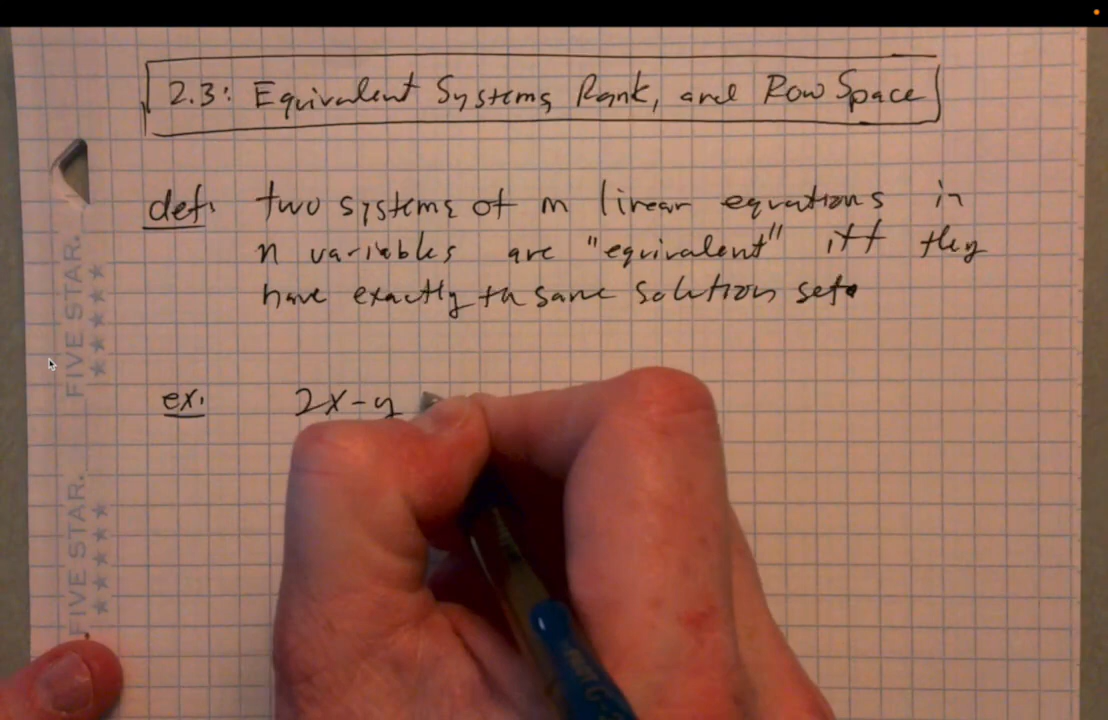 2.3: Equivalent Systems, Rank, and Row Space
def: two systems of m linear equations in
n variables are "equivalent" iff they
have exactly the same solution set.
ex: 2x-y
FIVE STAR.
FIVE STAR.